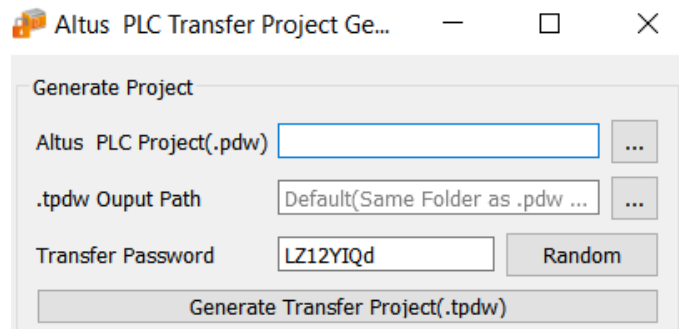 Altus PLC Transfer Project Ge...
Generate Project
Altus PLC Project(.pdw) ...
.tpdw Ouput Path Default(Same Folder as .pdw ... ...
Transfer Password LZ12YIQd Random
Generate Transfer Project(.tpdw)